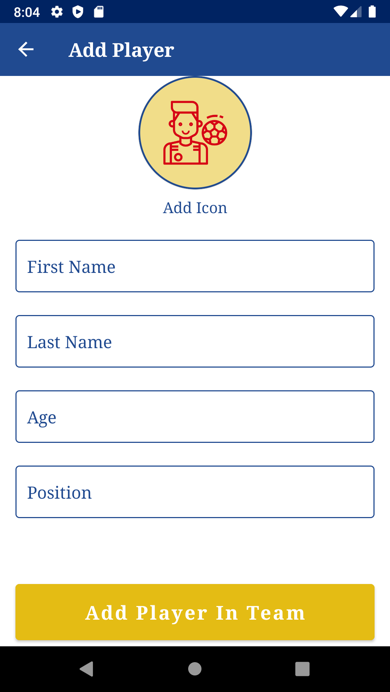 8:04
Add Player
Add Icon
First Name
Last Name
Age
Position
Add Player In Team